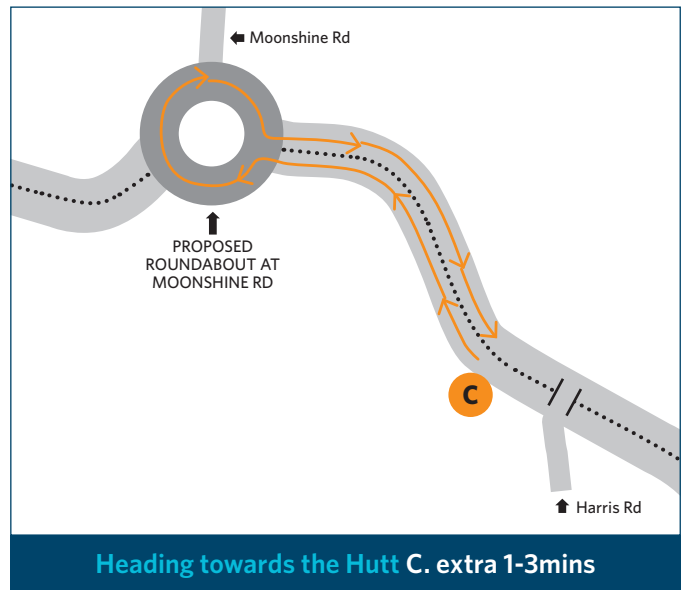 Moonshine Rd
PROPOSED
ROUNDABOUT AT
MOONSHINE RD
C
Harris Rd
Heading towards the Hutt C. extra 1-3mins